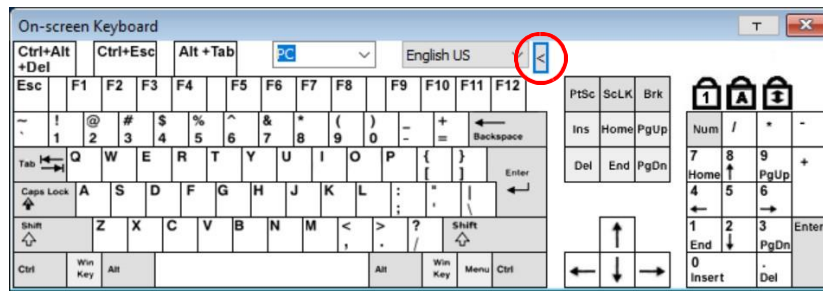 On-screen Keyboard T
Ctrl+Alt +Del Ctrl+Esc Alt +Tab PC English US <
Esc F1 F2 F3 F4 F5 F6 F7 F8 F9 F10 F11 F12 PtSc ScLK Brk 1 A
~ ` ! 1 @ 2 # 3 $ 4 % 5 ^ 6 & 7 * 8 ( 9 ) 0 _ - + = Backspace Ins Home PgUp Num / * -
Tab Q W E R T Y U I O P { [ } ] Enter Del End PgDn 7 Home 8 9 PgUp +
Caps Lock A S D F G H J K L : ; " ' | \ 4 5 6
Shift Z X C V B N M < , > . ? / Shift 1 End 2 3 PgDn Enter
Ctrl Win Key Alt Alt Win Key Menu Ctrl 0 Insert . Del